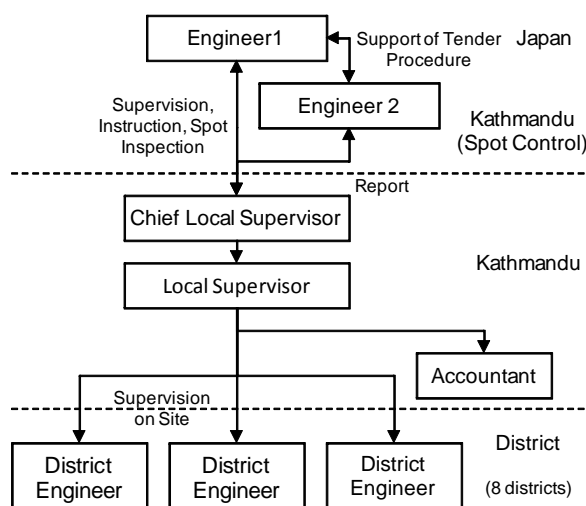 Engineer1
Support of Tender
Procedure
Japan
Engineer 2
Supervision,
Instruction, Spot
Inspection
Kathmandu
(Spot Control)
Report
Chief Local Supervisor
Local Supervisor
Kathmandu
Accountant
Supervision
on Site
District
Engineer
District
Engineer
District
Engineer
District
(8 districts)